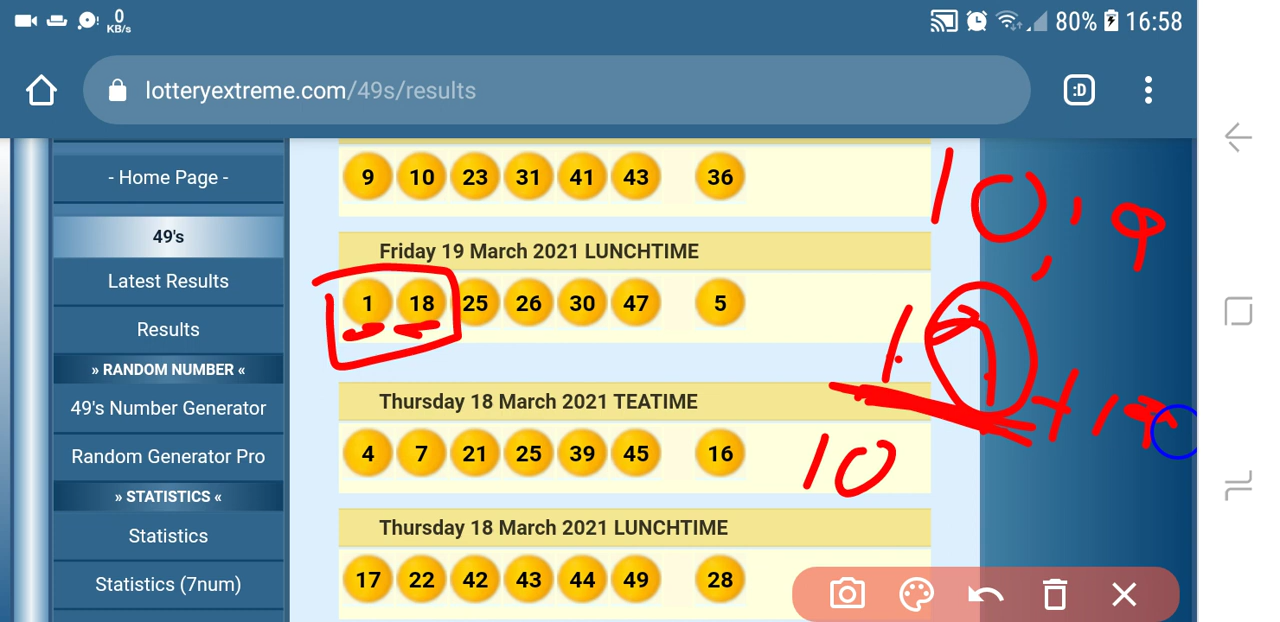 0
KB/s
80% 16:58
lotteryextreme.com/49s/results
:D
- Home Page -
49's
Latest Results
Results
» RANDOM NUMBER «
49's Number Generator
Random Generator Pro
» STATISTICS «
Statistics
Statistics (7num)
9 10 23 31 41 43 36
Friday 19 March 2021 LUNCHTIME
1 18 25 26 30 47 5
Thursday 18 March 2021 TEATIME
4 7 21 25 39 45 16
Thursday 18 March 2021 LUNCHTIME
17 22 42 43 44 49 28
10, 9
10